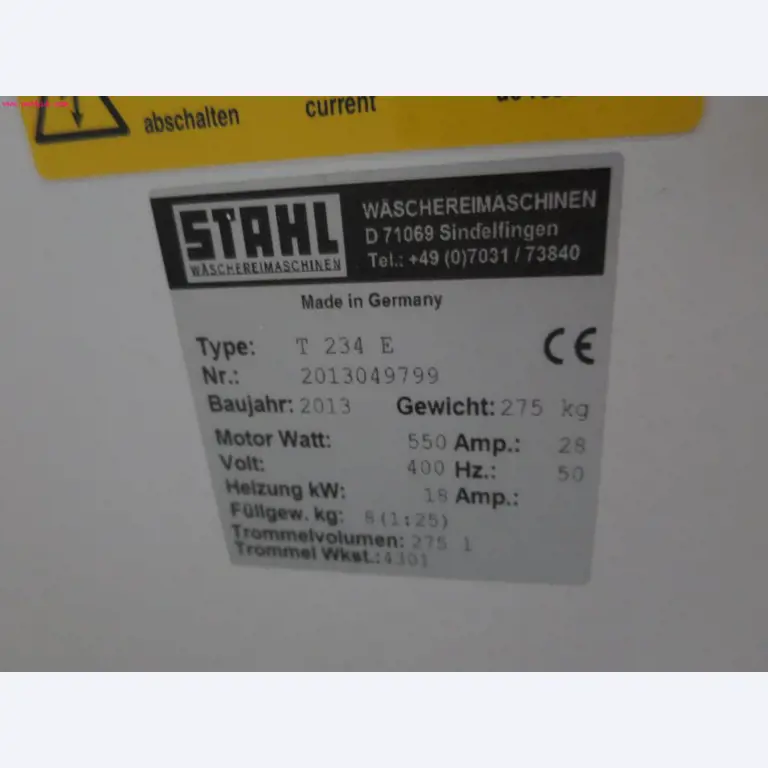 abschalten
current
STAHL
WÄSCHEREIMASCHINEN
WÄSCHEREIMASCHINEN
D 71069 Sindelfingen
Tel.: +49 (0)7031 / 73840
Made in Germany
Type: T 234 E CE
Nr.: 2013049799
Baujahr: 2013 Gewicht: 275 kg
Motor Watt: 550 Amp.: 28
Volt: 400 Hz.: 50
Heizung kW: 18 Amp.:
Füllgew. kg: 8(1:25)
Trommelvolumen: 275 l
Trommel Wkst.: 4301